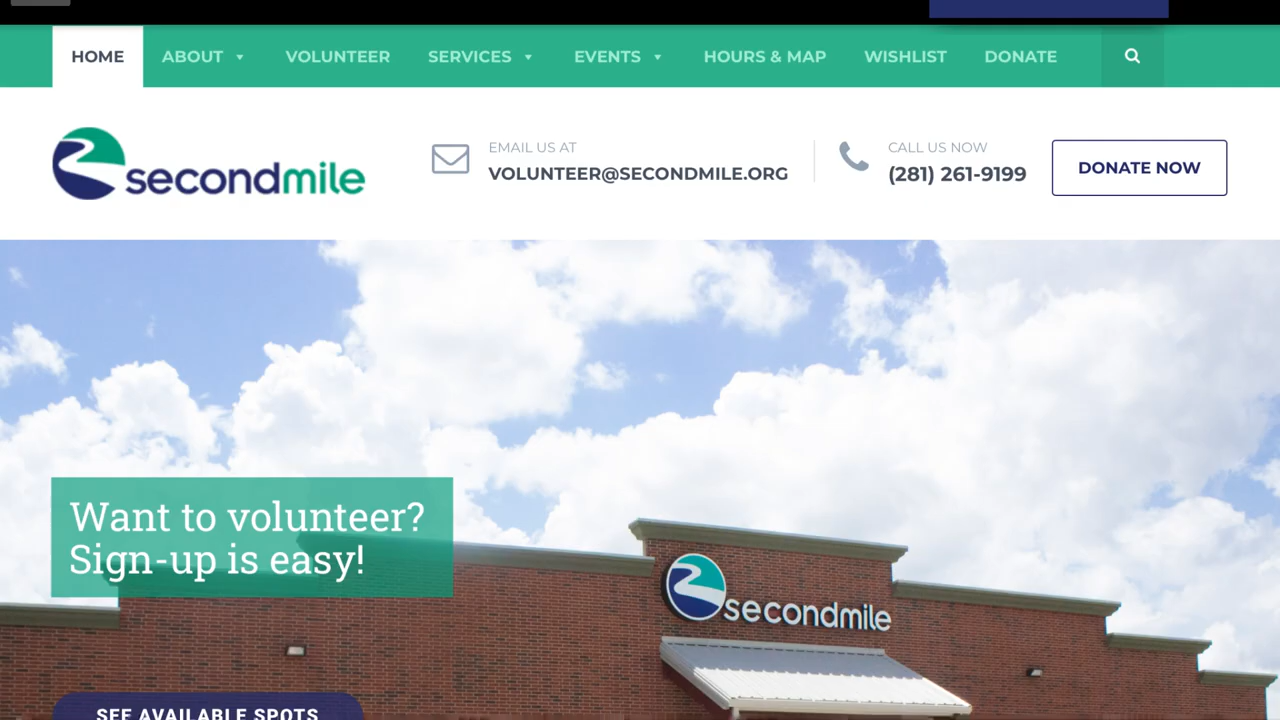 HOME ABOUT VOLUNTEER SERVICES EVENTS HOURS & MAP WISHLIST DONATE
secondmile
EMAIL US AT
VOLUNTEER@SECONDMILE.ORG
CALL US NOW
(281) 261-9199
DONATE NOW
Want to volunteer?
Sign-up is easy!
secondmile
SEE AVAILABLE SPOTS